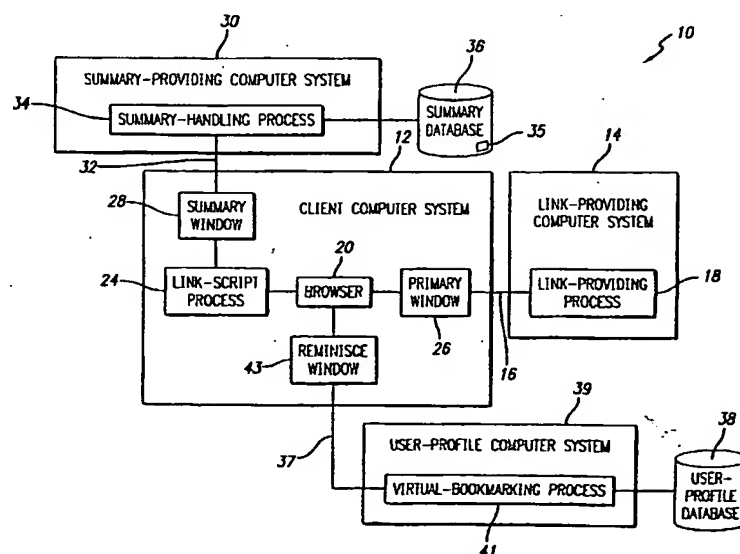 30
36
10
SUMMARY-PROVIDING COMPUTER SYSTEM
34
SUMMARY-HANDLING PROCESS
SUMMARY
DATABASE
35
32
12
14
28
SUMMARY
WINDOW
CLIENT COMPUTER SYSTEM
LINK-PROVIDING
COMPUTER SYSTEM
20
24
LINK-SCRIPT
PROCESS
BROWSER
PRIMARY
WINDOW
LINK-PROVIDING
PROCESS
18
26
16
43
REMINISCE
WINDOW
39
38
37
USER-PROFILE COMPUTER SYSTEM
VIRTUAL-BOOKMARKING PROCESS
USER-
PROFILE
DATABASE
41